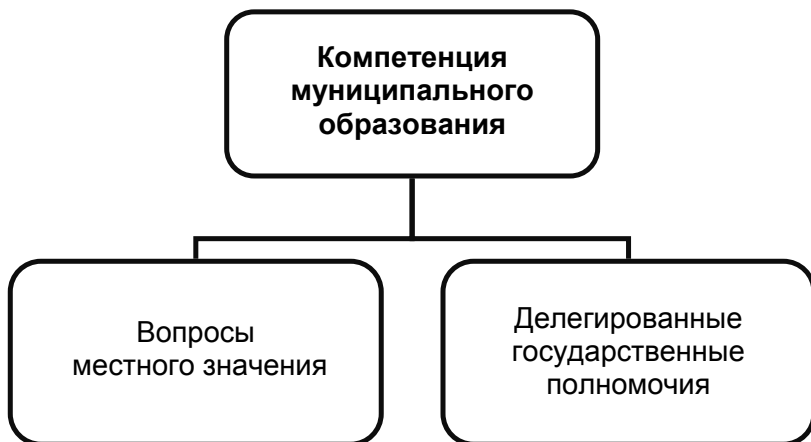 Компетенция
муниципального
образования
Вопросы
местного значения
Делегированные
государственные
полномочия